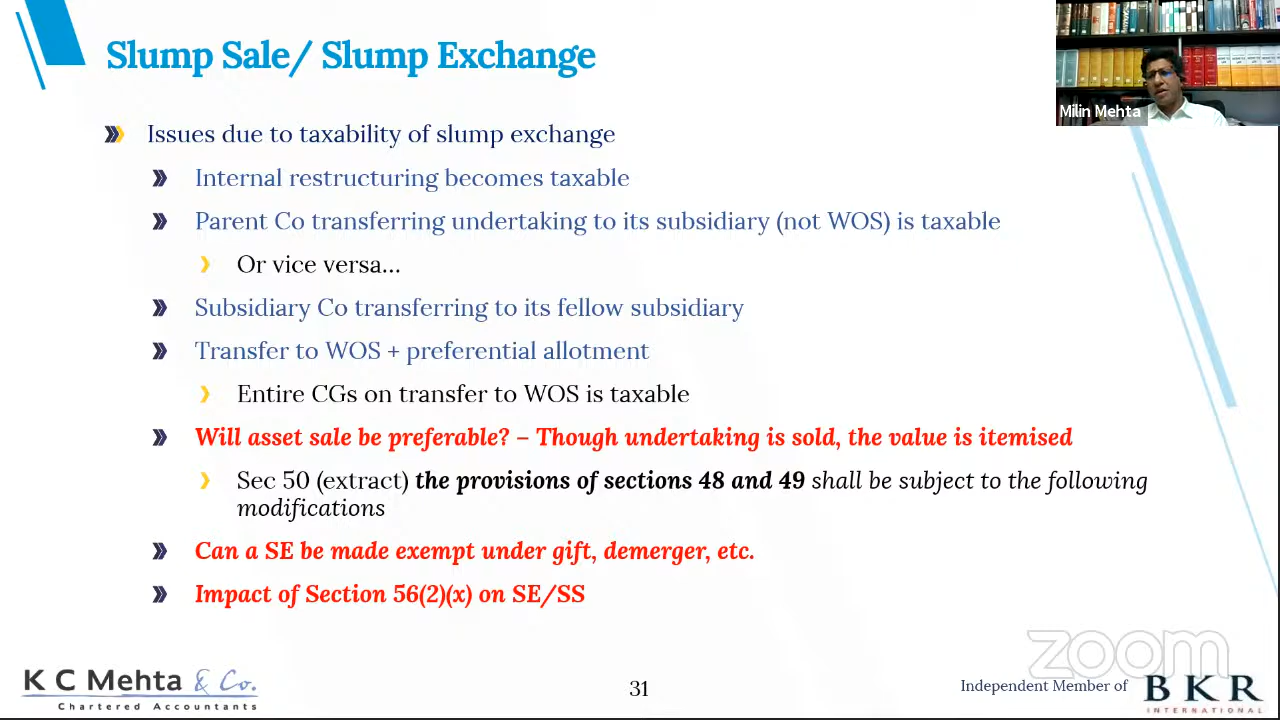 Slump Sale/ Slump Exchange
Milin Mehta
Issues due to taxability of slump exchange
Internal restructuring becomes taxable
Parent Co transferring undertaking to its subsidiary (not WOS) is taxable
Or vice versa...
Subsidiary Co transferring to its fellow subsidiary
Transfer to WOS + preferential allotment
Entire CGs on transfer to WOS is taxable
Will asset sale be preferable? – Though undertaking is sold, the value is itemised
Sec 50 (extract) the provisions of sections 48 and 49 shall be subject to the following
modifications
Can a SE be made exempt under gift, demerger, etc.
Impact of Section 56(2)(x) on SE/SS
zoom
K C Mehta & Co.
Chartered Accountants
31
Independent Member of
BKR
INTERNATIONAL